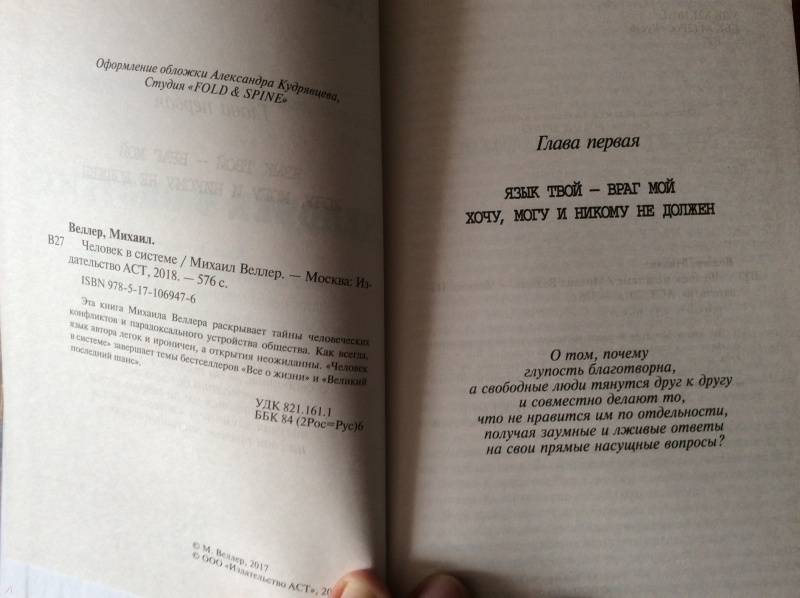 Оформление обложки Александра Кудрявцева,
Студия «FOLD & SPINE»
Веллер, Михаил.
В27 Человек в системе / Михаил Веллер. — Москва: Из-
дательство АСТ, 2018. — 576 с.
ISBN 978-5-17-106947-6
Эта книга Михаила Веллера раскрывает тайны человеческих
конфликтов и парадоксального устройства общества. Как всегда,
язык автора легок и ироничен, а открытия неожиданны. «Человек
в системе» завершает темы бестселлеров «Все о жизни» и «Великий
последний шанс».
УДК 821.161.1
ББК 84 (2Рос=Рус)6
© М. Веллер, 2017
© ООО «Издательство АСТ»,
Глава первая
ЯЗЫК ТВОЙ – ВРАГ МОЙ
ХОЧУ, МОГУ И НИКОМУ НЕ ДОЛЖЕН
О том, почему
глупость благотворна,
а свободные люди тянутся друг к другу
и совместно делают то,
что не нравится им по отдельности,
получая заумные и лживые ответы
на свои прямые насущные вопросы?